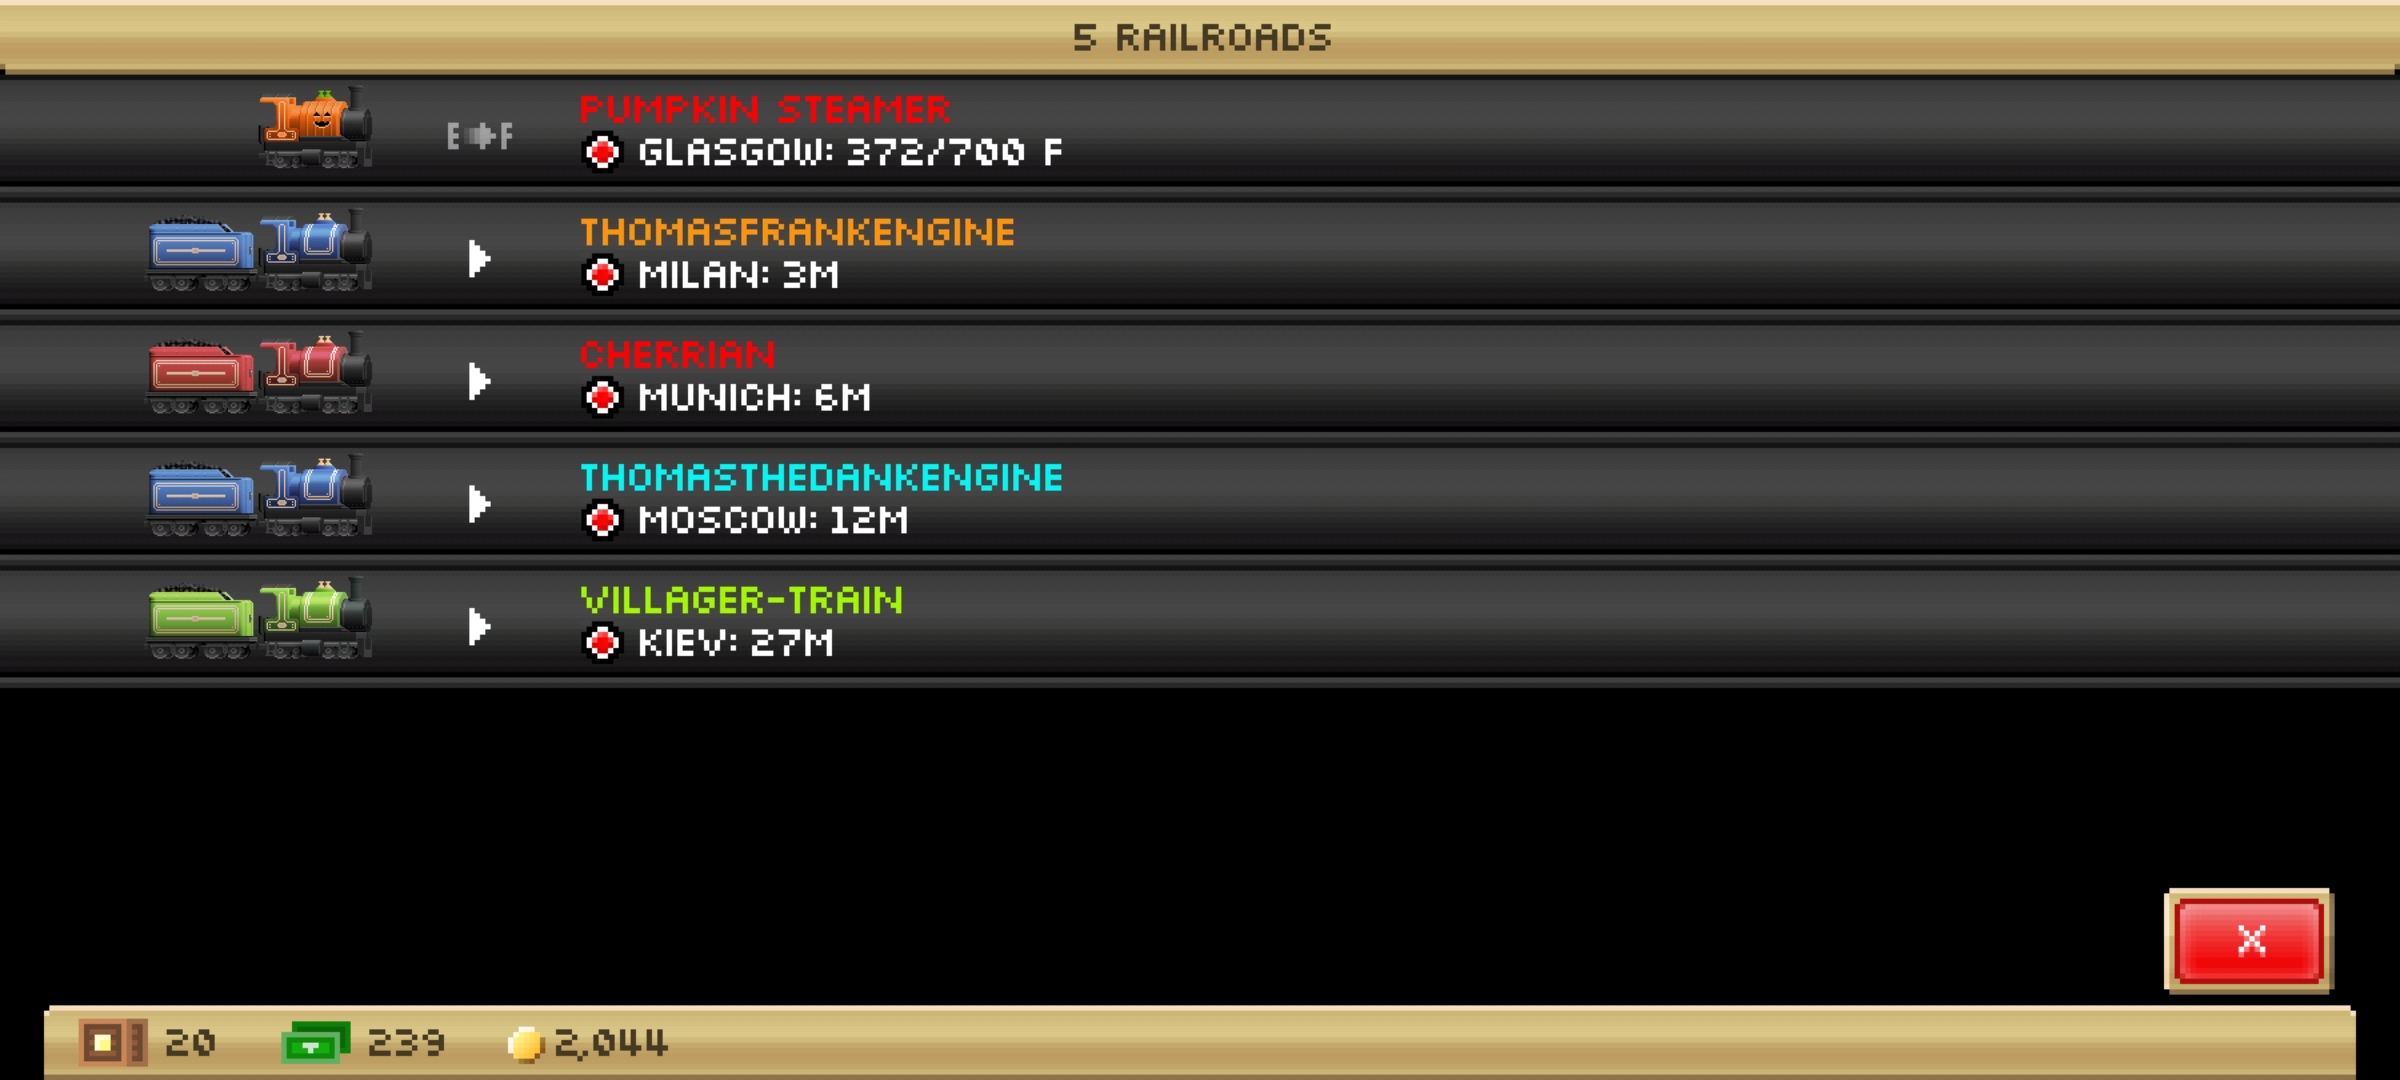 5 RAILROADS
E F
PUMPKIN STEAMER
GLASGOW: 372/700 F
THOMASFRANKENGINE
MILAN: 3M
CHERRIAN
MUNICH: 6M
THOMASTHEDANKENGINE
MOSCOW: 12M
VILLAGER-TRAIN
KIEV: 27M
X
20 239 2,044